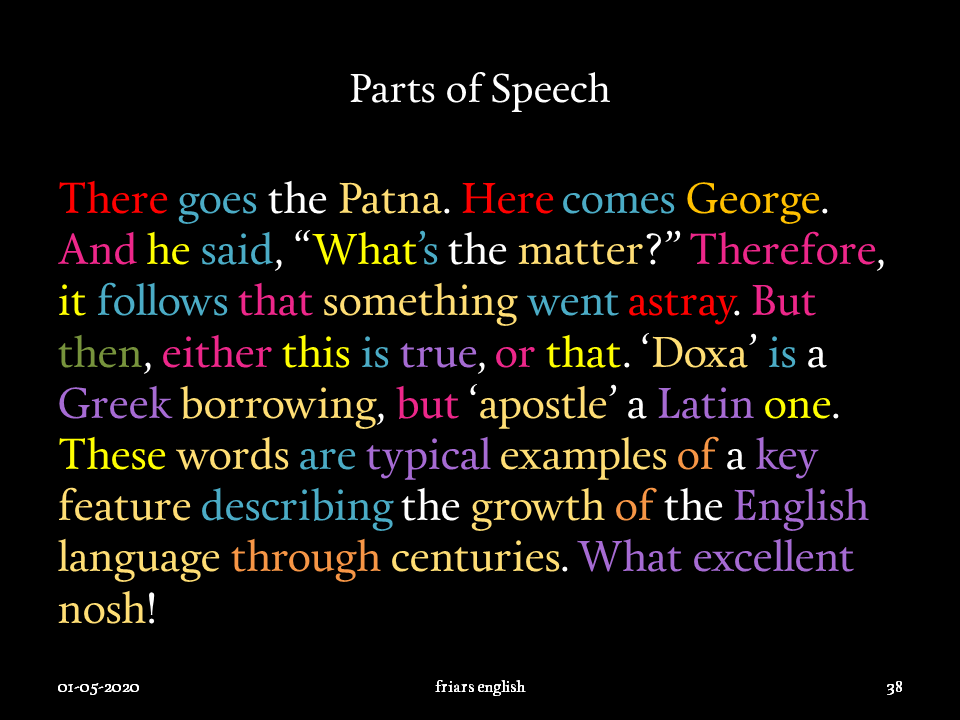 Parts of Speech
There goes the Patna. Here comes George.
And he said, “What’s the matter?” Therefore,
it follows that something went astray. But
then, either this is true, or that. ‘Doxa’ is a
Greek borrowing, but ‘apostle’ a Latin one.
These words are typical examples of a key
feature describing the growth of the English
language through centuries. What excellent
nosh!
01-05-2020 friars english 38